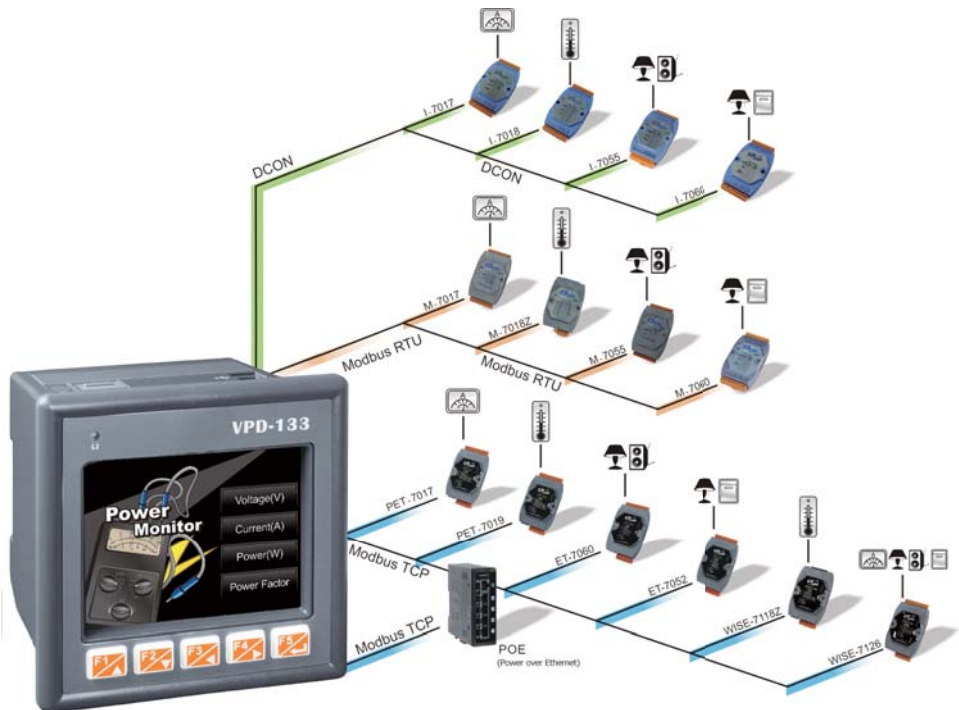 I-7017
I-7018
I-7055
I-7066
DCON
DCON
M-7017
M-7018Z
M-7055
M-7060
Modbus RTU
Modbus RTU
VPD-133
Power
Monitor
Voltage(V)
Current(A)
Power(W)
Power Factor
F1
F2
F3
F4
F5
PET-7017
PET-7019
ET-7060
ET-7052
WISE-7118Z
WISE-7126
Modbus TCP
Modbus TCP
POE
(Power over Ethernet)